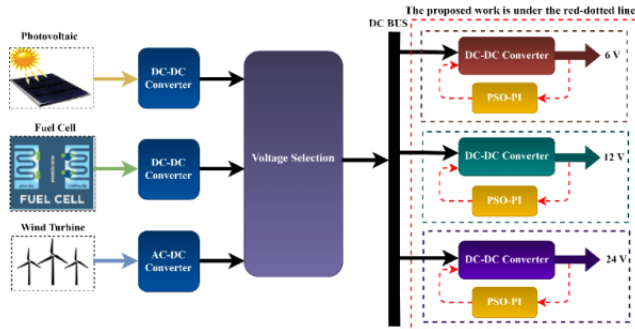 The proposed work is under the red-dotted line
DC BUS
Photovoltaic
DC-DC
Converter
Fuel Cell
FUEL CELL
DC-DC
Converter
Wind Turbine
AC-DC
Converter
Voltage Selection
DC-DC Converter
6 V
PSO-PI
DC-DC Converter
12 V
PSO-PI
DC-DC Converter
24 V
PSO-PI